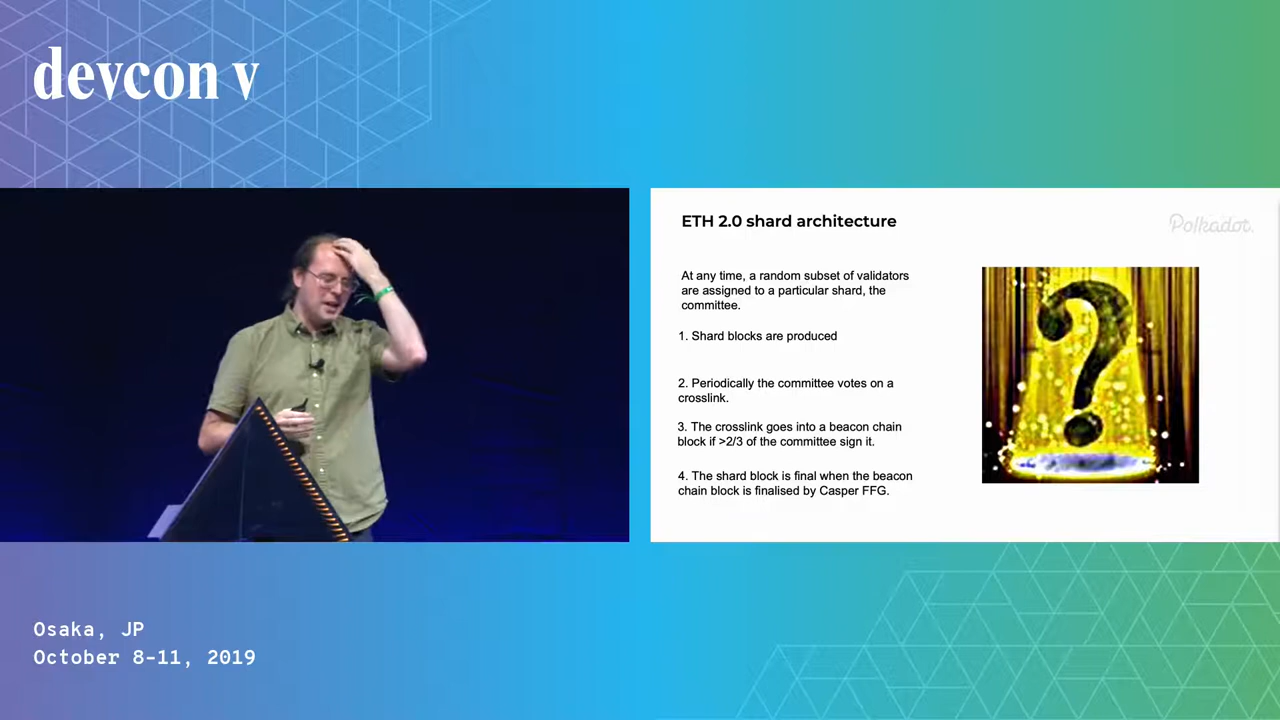 devcon v
ETH 2.0 shard architecture
Polkadot.
At any time, a random subset of validators
are assigned to a particular shard, the
committee.
1. Shard blocks are produced
2. Periodically the committee votes on a
crosslink.
3. The crosslink goes into a beacon chain
block if >2/3 of the committee sign it.
4. The shard block is final when the beacon
chain block is finalised by Casper FFG.
Osaka, JP
October 8-11, 2019